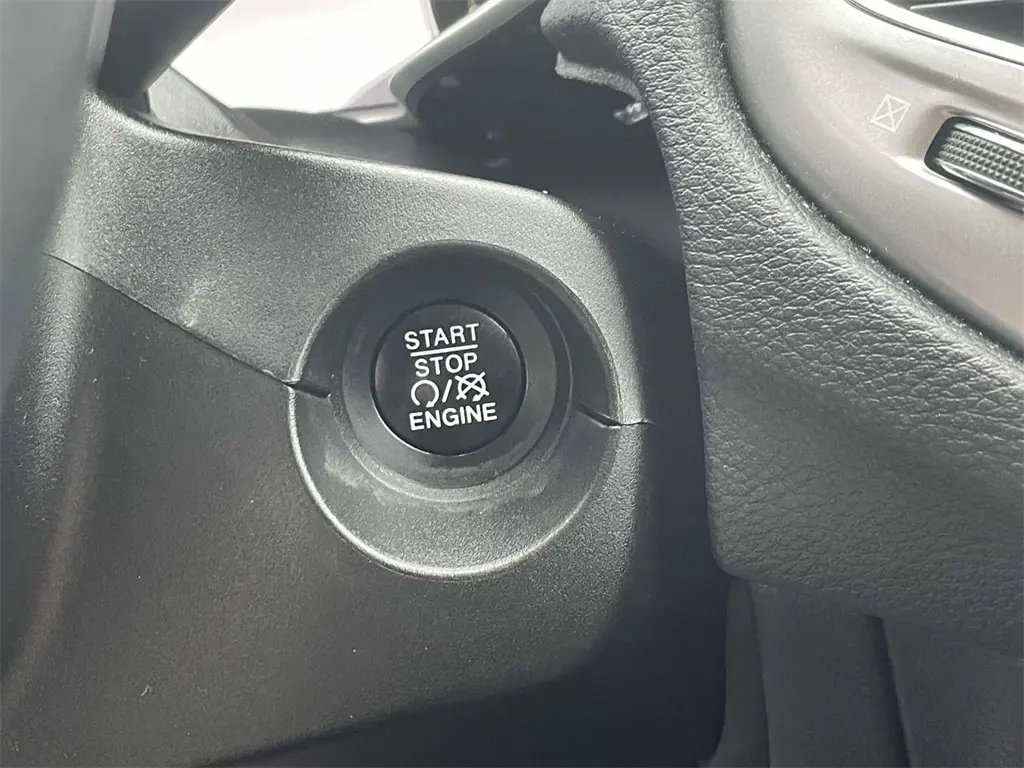 START
STOP
/
ENGINE